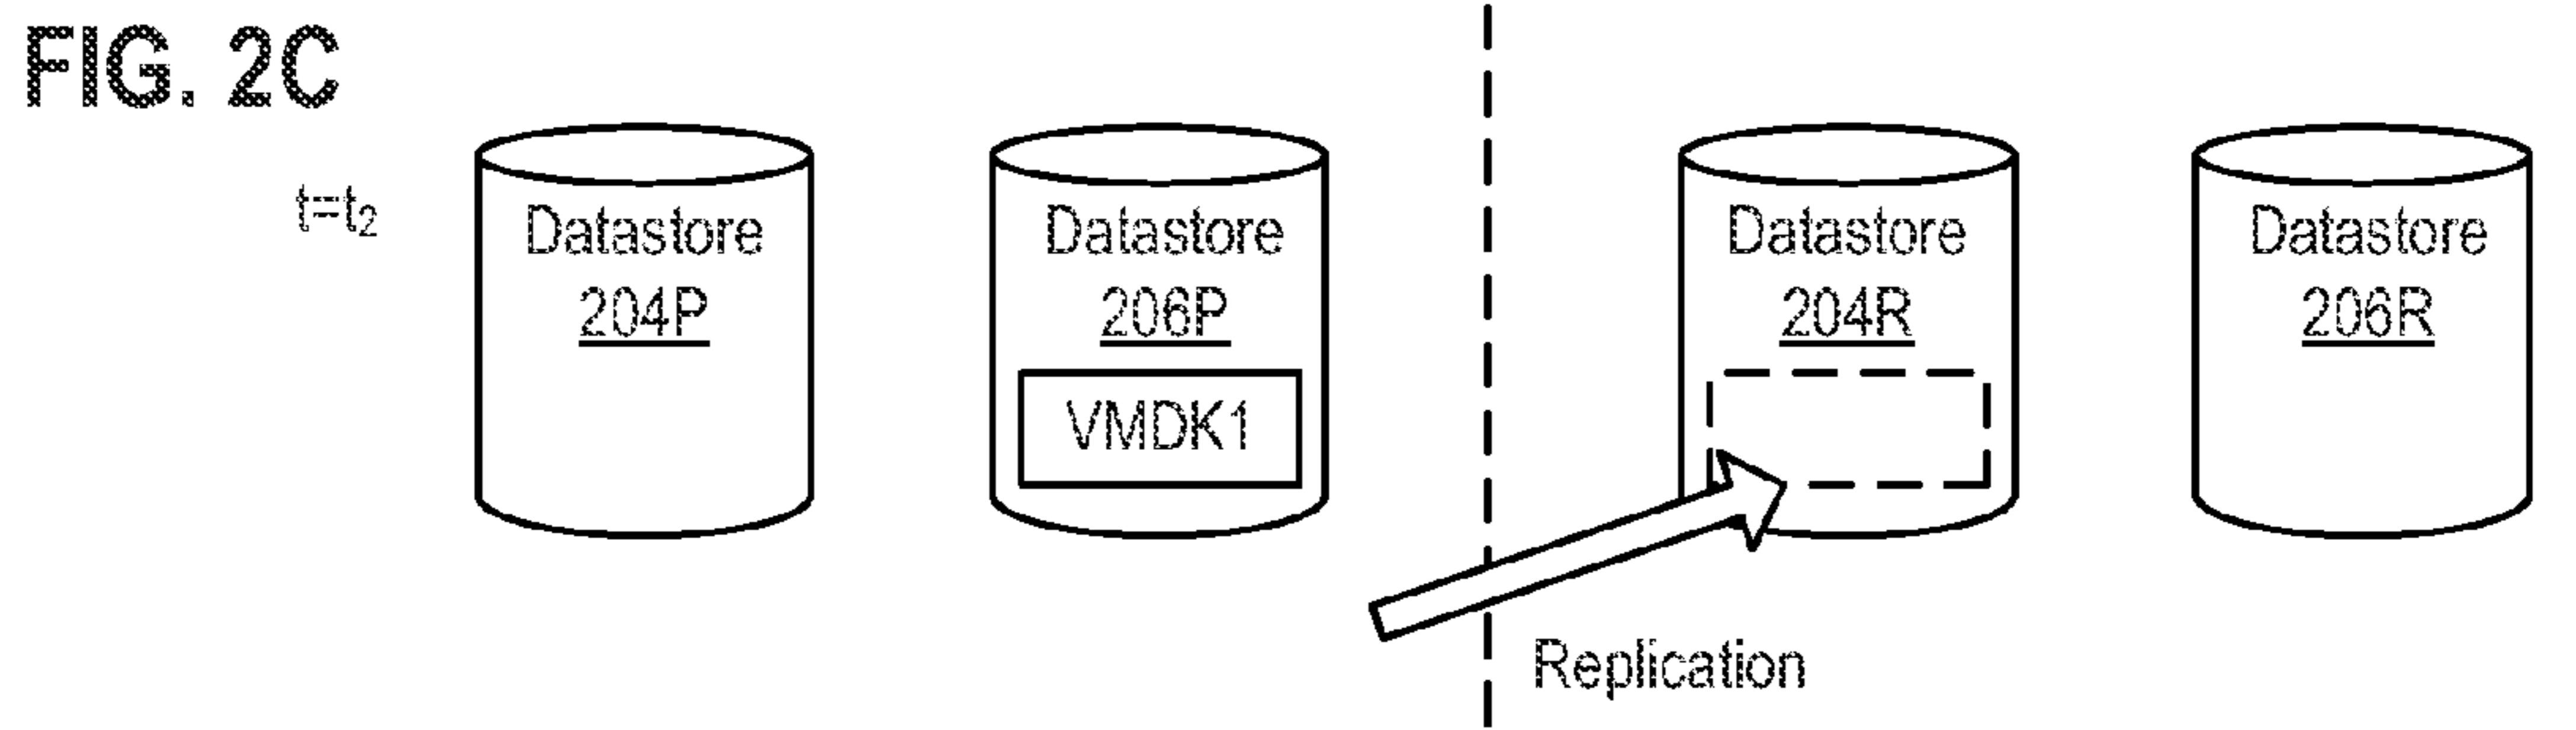 FIG. 2C
t=t2
Datastore
204P
Datastore
206P
VMDK1
Datastore
204R
Datastore
206R
Replication